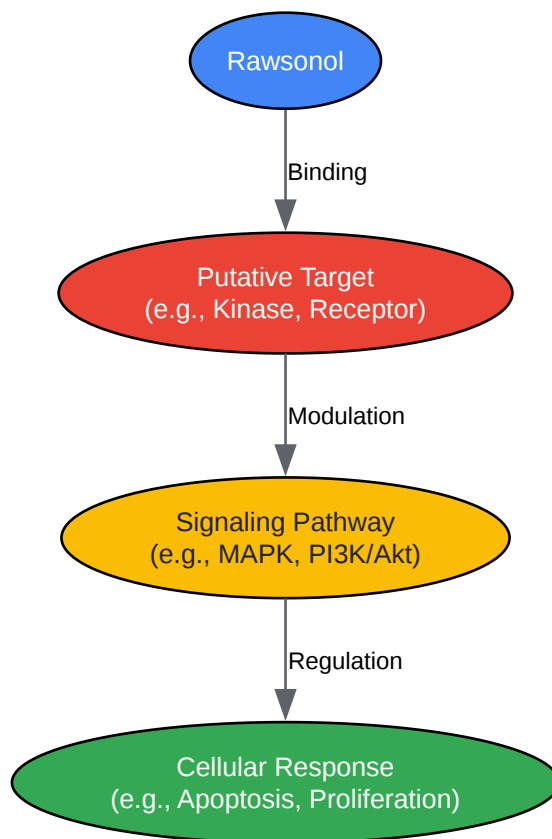 Rawsonol
Binding
Putative Target
(e.g., Kinase, Receptor)
Modulation
Signaling Pathway
(e.g., MAPK, PI3K/Akt)
Regulation
Cellular Response
(e.g., Apoptosis, Proliferation)